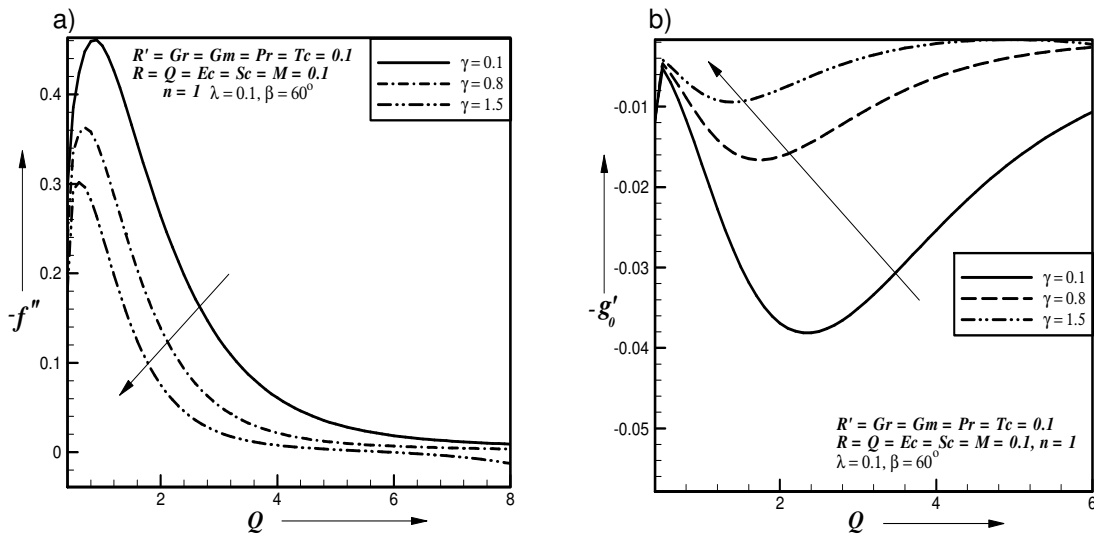 a)
R' = Gr = Gm = Pr = Tc = 0.1
R = Q = Ec = Sc = M = 0.1
n = 1 λ = 0.1, β = 60°
γ = 0.1
γ = 0.8
γ = 1.5
0.4
0.3
0.2
0.1
0
-f''
2
4
6
8
Q
b)
-0.01
-0.02
-0.03
-0.04
-0.05
-g'₀
γ = 0.1
γ = 0.8
γ = 1.5
R' = Gr = Gm = Pr = Tc = 0.1
R = Q = Ec = Sc = M = 0.1, n = 1
λ = 0.1, β = 60°
2
4
6
Q